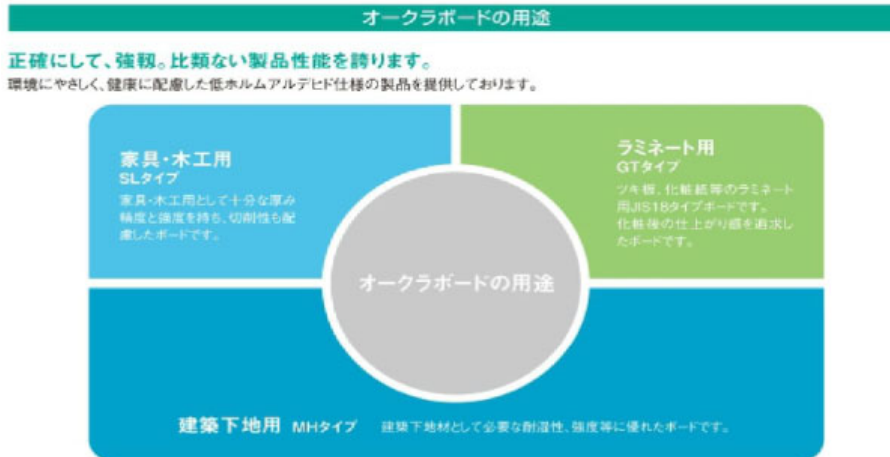 オークラボードの用途
正確にして、強靱。比類ない製品性能を誇ります。
環境にやさしく、健康に配慮した低ホルムアルデヒド仕様の製品を提供しております。
家具・木工用
SLタイプ
家具・木工用として十分な厚み
精度と強度を持ち、切削性も配
慮したボードです。
ラミネート用
GTタイプ
ツキ板、化粧紙等のラミネート
用JIS18タイプボードです。
化粧後の仕上がり感を追求し
たボードです。
オークラボードの用途
建築下地用 MHタイプ 建築下地材として必要な耐湿性、強度等に優れたボードです。